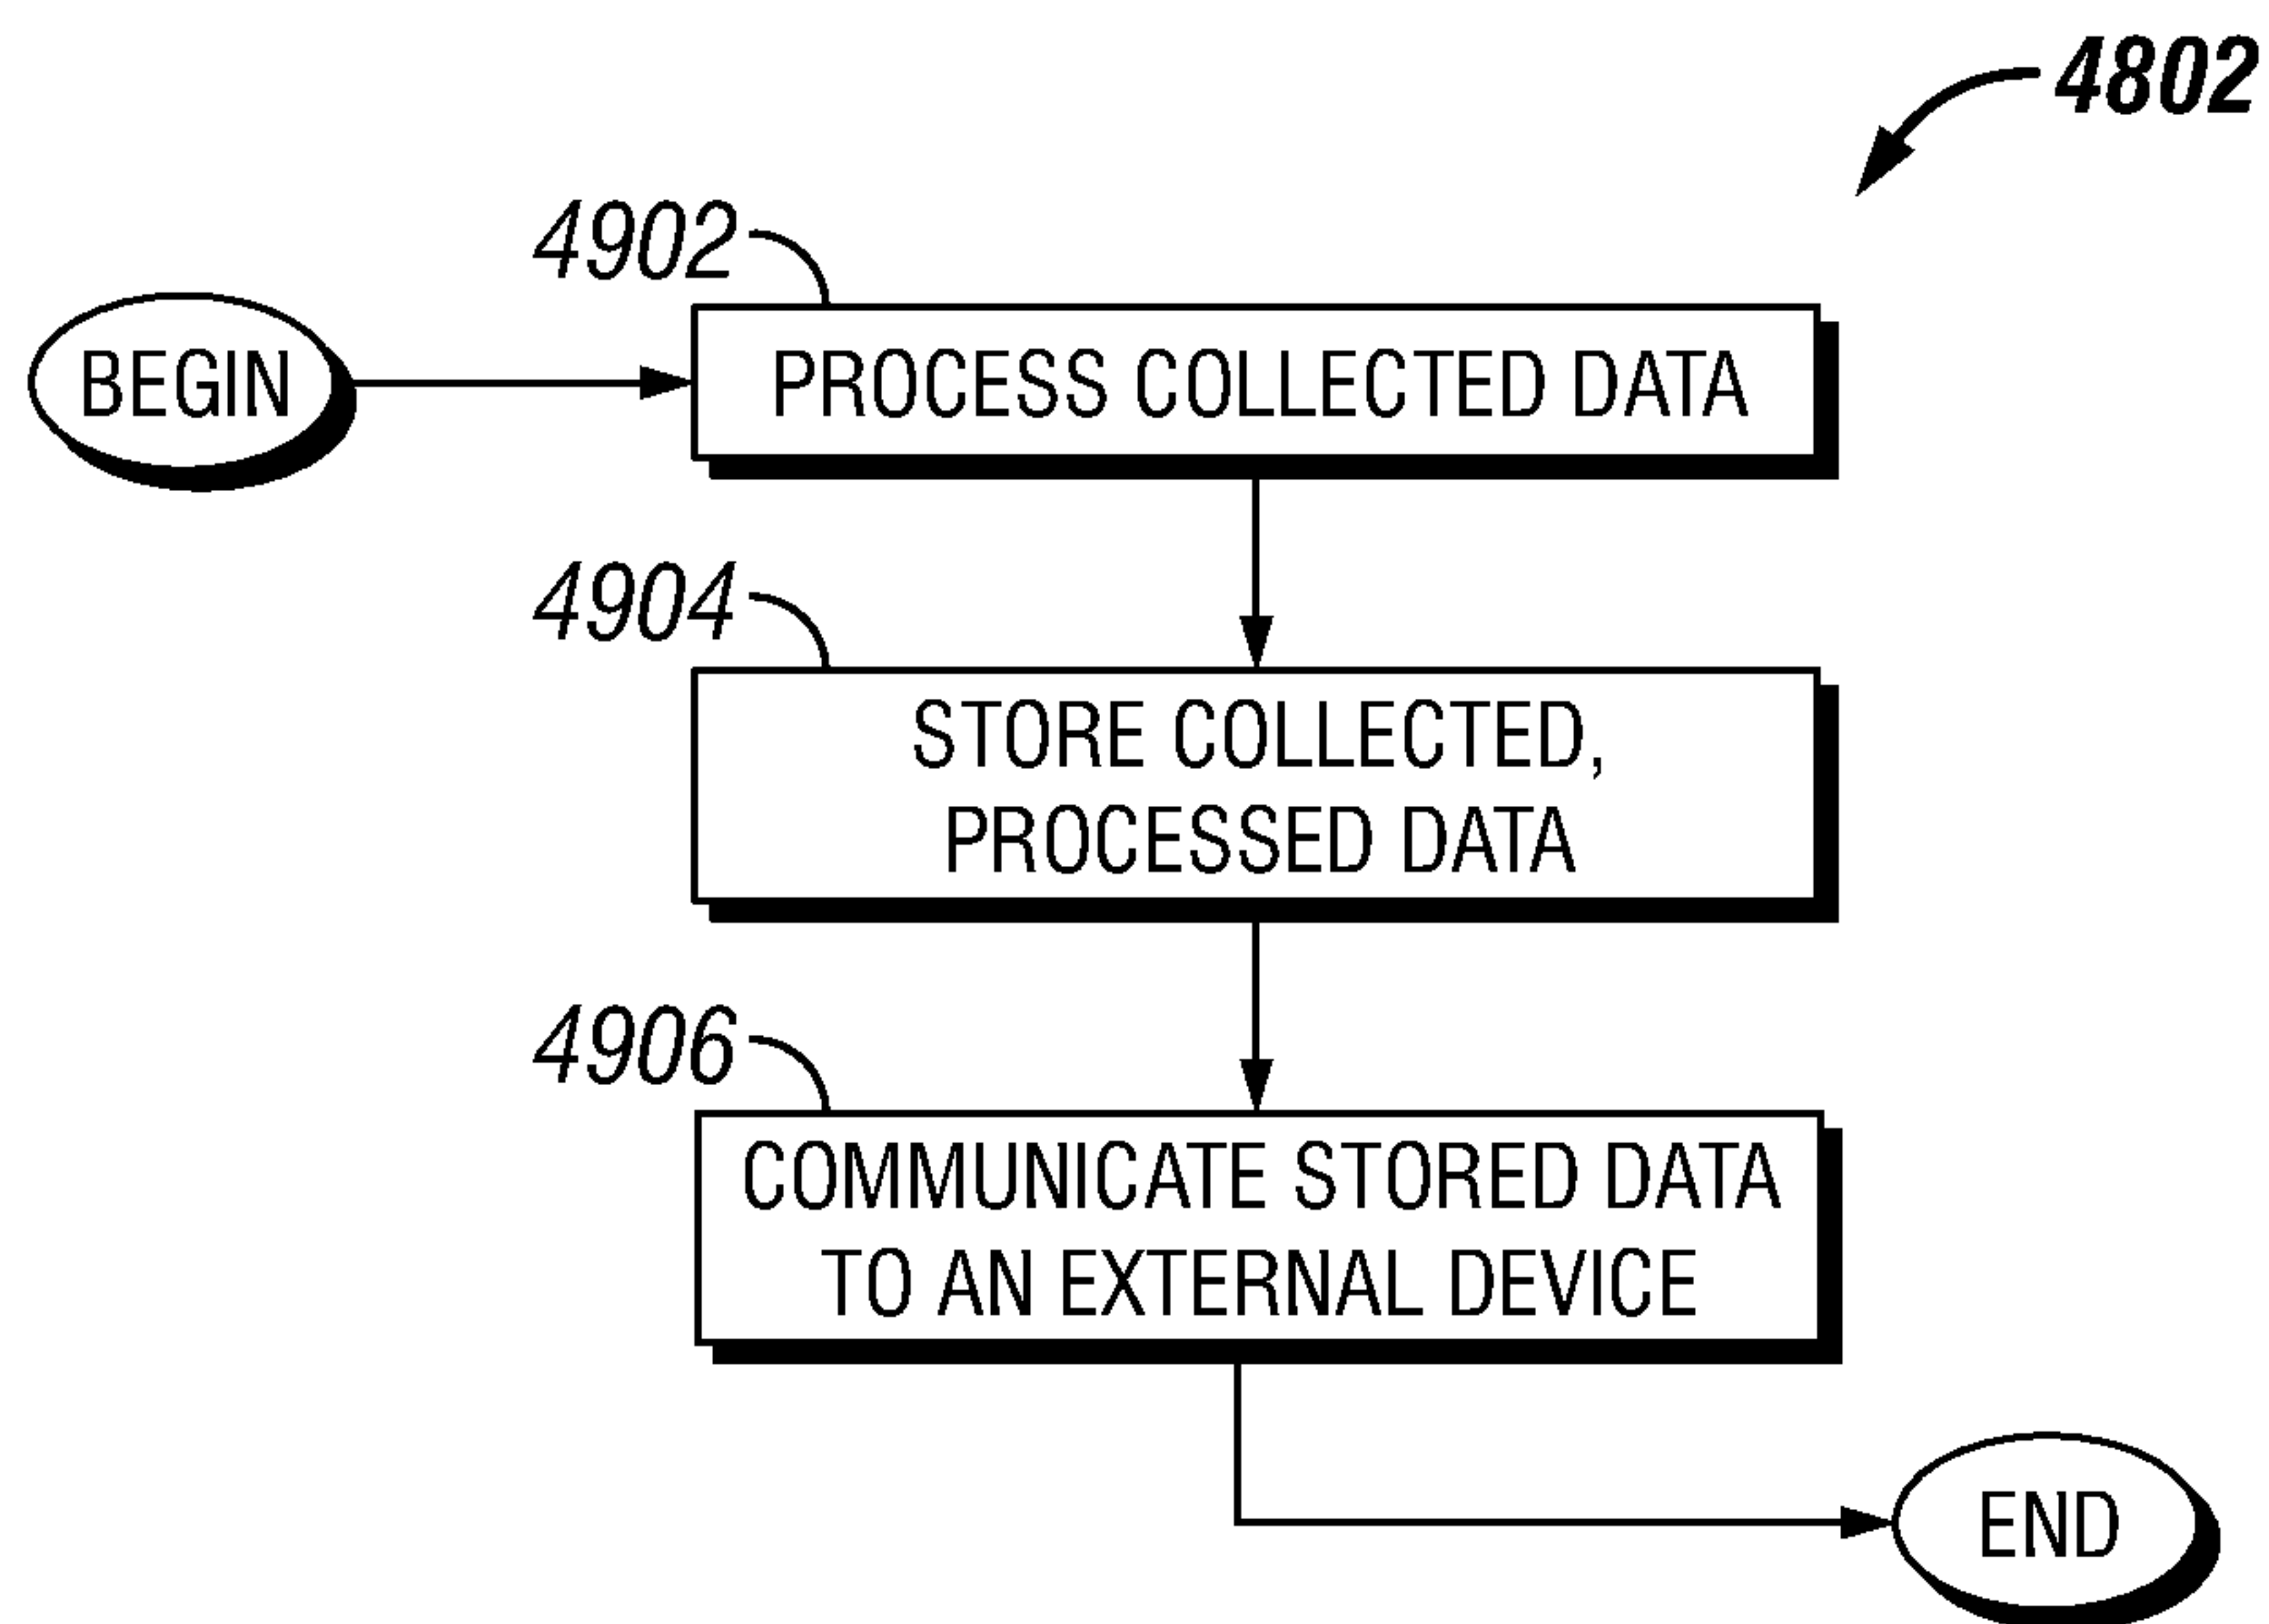 4802
4902
BEGIN
PROCESS COLLECTED DATA
4904
STORE COLLECTED,
PROCESSED DATA
4906
COMMUNICATE STORED DATA
TO AN EXTERNAL DEVICE
END